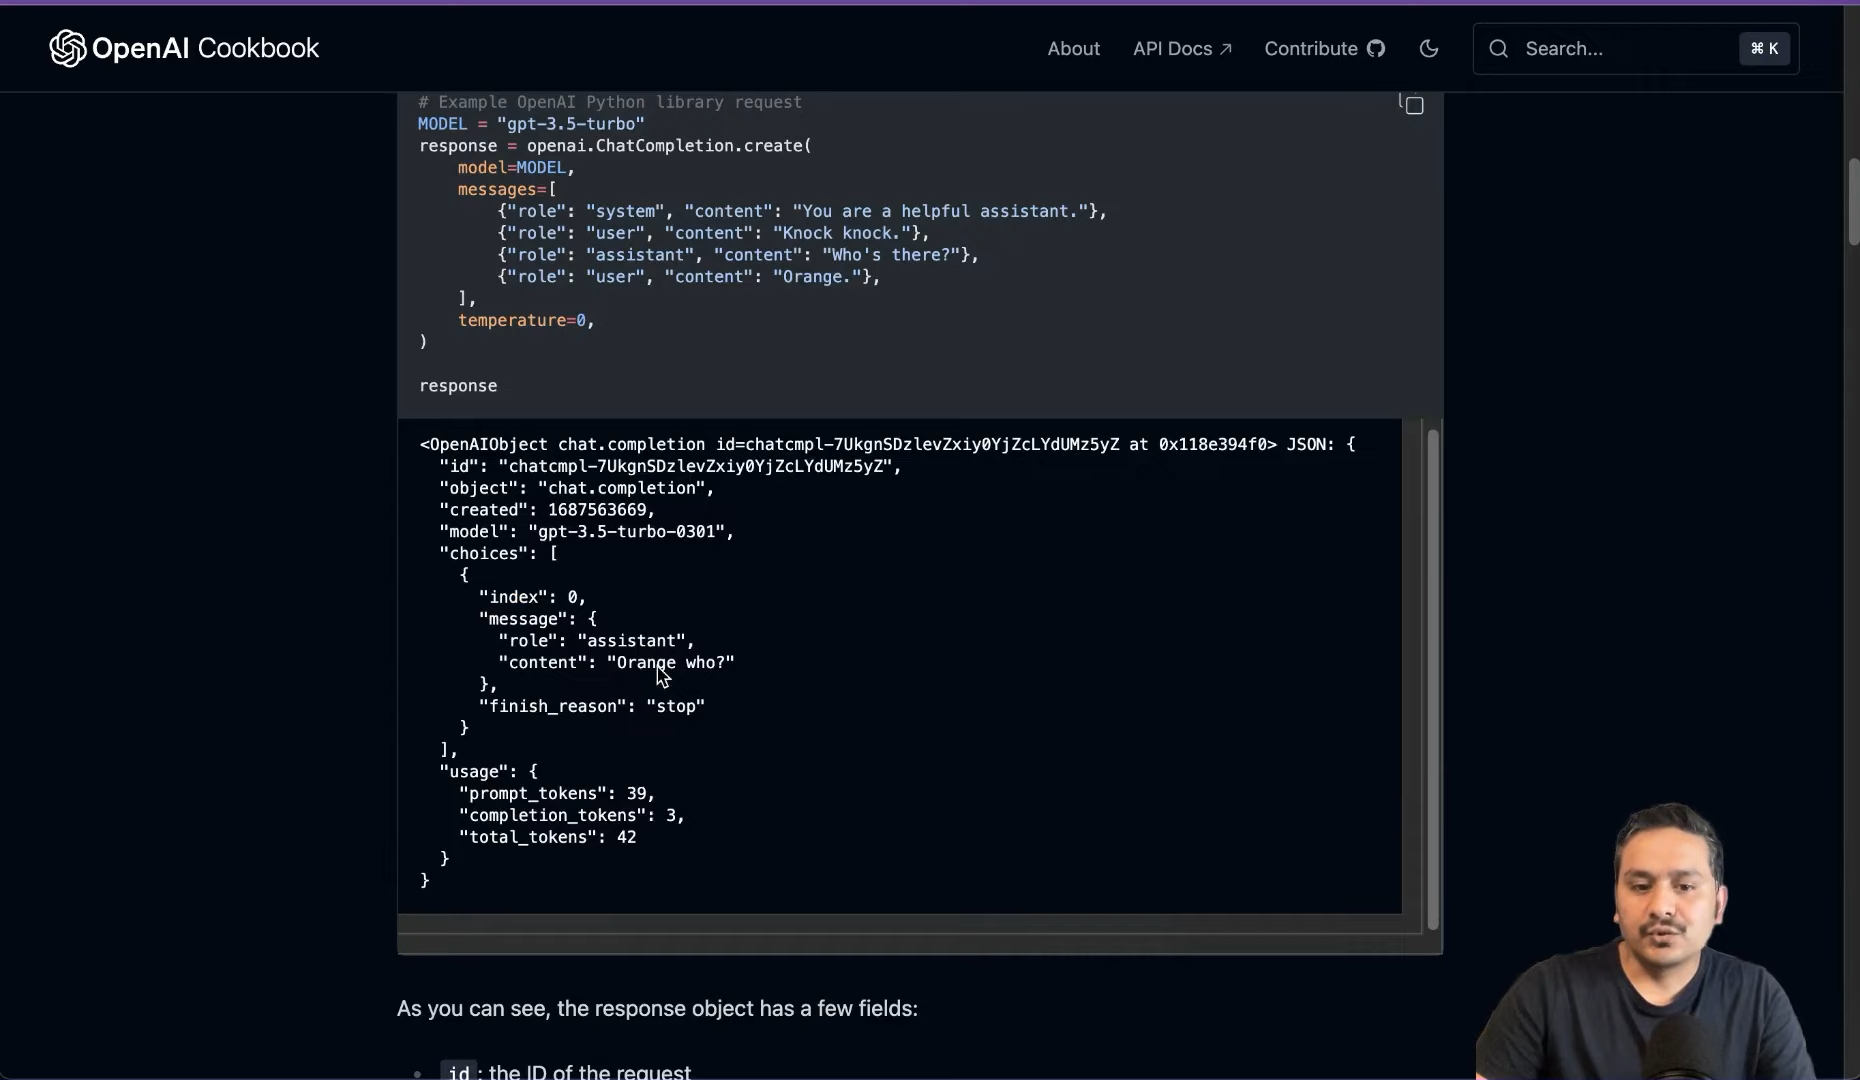 OpenAI Cookbook
About
API Docs ↗
Contribute
Search...
⌘ K
# Example OpenAI Python library request
MODEL = "gpt-3.5-turbo"
response = openai.ChatCompletion.create(
    model=MODEL,
    messages=[
        {"role": "system", "content": "You are a helpful assistant."},
        {"role": "user", "content": "Knock knock."},
        {"role": "assistant", "content": "Who's there?"},
        {"role": "user", "content": "Orange."},
    ],
    temperature=0,
)
response
<OpenAIObject chat.completion id=chatcmpl-7UkgnSDzlevZxiy0YjZcLYdUMz5yZ at 0x118e394f0> JSON: {
  "id": "chatcmpl-7UkgnSDzlevZxiy0YjZcLYdUMz5yZ",
  "object": "chat.completion",
  "created": 1687563669,
  "model": "gpt-3.5-turbo-0301",
  "choices": [
    {
      "index": 0,
      "message": {
        "role": "assistant",
        "content": "Orange who?"
      },
      "finish_reason": "stop"
    }
  ],
  "usage": {
    "prompt_tokens": 39,
    "completion_tokens": 3,
    "total_tokens": 42
  }
}
As you can see, the response object has a few fields:
• id: the ID of the request